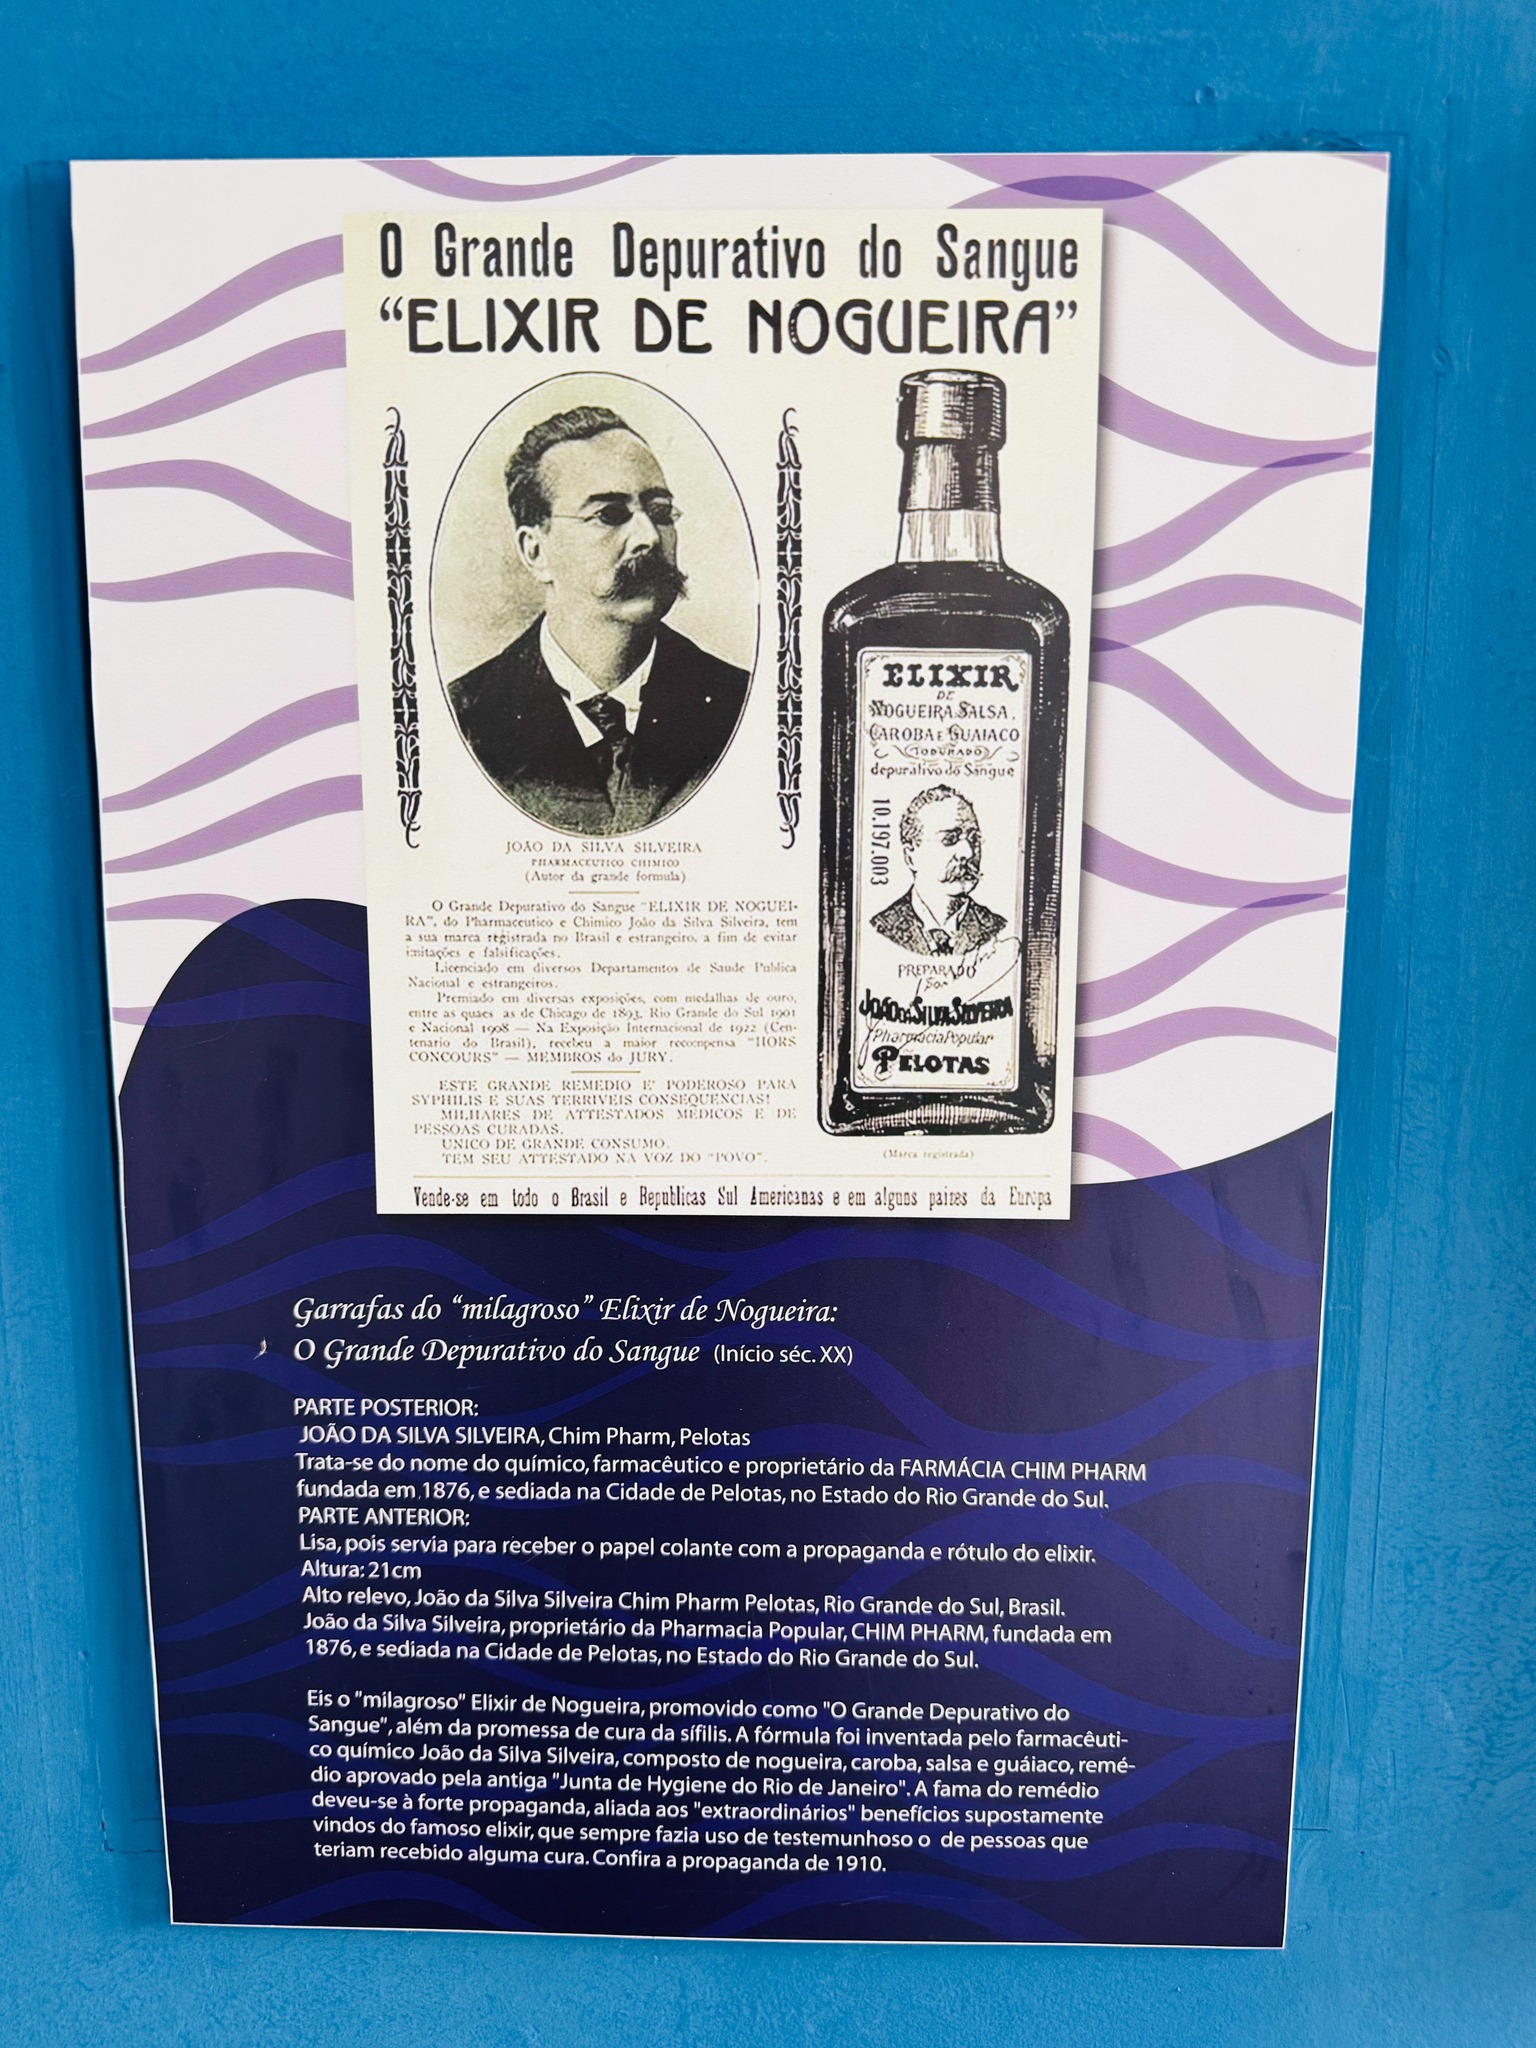 O Grande Depurativo do Sangue
“ELIXIR DE NOGUEIRA”
JOÃO DA SILVA SILVEIRA
PHARMACEUTICO CHIMICO
(Autor da grande formula)
O Grande Depurativo do Sangue “ELIXIR DE NOGUEI-
RA”, do Pharmaceutico e Chimico João da Silva Silveira, tem
a sua marca registrada no Brasil e estrangeiro, a fim de evitar
imitações e falsificações.
Licenciado em diversos Departamentos de Saude Publica
Nacional e estrangeiros.
Premiado em diversas exposições, com medalhas de ouro,
entre as quaes as de Chicago de 1893, Rio Grande do Sul 1901
e Nacional 1908 — Na Exposição Internacional de 1922 (Cen-
tenario do Brasil), recebeu a maior recompensa “HORS
CONCOURS” — MEMBROS do JURY.
ESTE GRANDE REMEDIO E' PODEROSO PARA
SYPHILIS E SUAS TERRIVEIS CONSEQUENCIAS!
MILHARES DE ATTESTADOS MÉDICOS E DE
PESSOAS CURADAS.
UNICO DE GRANDE CONSUMO.
TEM SEU ATTESTADO NA VOZ DO “POVO”.
ELIXIR
DE
NOGUEIRA, SALSA,
CAROBA E GUAIACO
IODURADO
depurativo do Sangue
10.197.003
PREPARADO
por
JOÃO DA SILVA SILVEIRA
Pharmacia Popular
PELOTAS
(Marca registrada)
Vende-se em todo o Brasil e Republicas Sul Americanas e em alguns paizes da Europa
Garrafas do “milagroso” Elixir de Nogueira:
O Grande Depurativo do Sangue (Início séc. XX)
PARTE POSTERIOR:
JOÃO DA SILVA SILVEIRA, Chim Pharm, Pelotas
Trata-se do nome do químico, farmacêutico e proprietário da FARMÁCIA CHIM PHARM
fundada em 1876, e sediada na Cidade de Pelotas, no Estado do Rio Grande do Sul.
PARTE ANTERIOR:
Lisa, pois servia para receber o papel colante com a propaganda e rótulo do elixir.
Altura: 21cm
Alto relevo, João da Silva Silveira Chim Pharm Pelotas, Rio Grande do Sul, Brasil.
João da Silva Silveira, proprietário da Pharmacia Popular, CHIM PHARM, fundada em
1876, e sediada na Cidade de Pelotas, no Estado do Rio Grande do Sul.
Eis o "milagroso" Elixir de Nogueira, promovido como "O Grande Depurativo do
Sangue", além da promessa de cura da sífilis. A fórmula foi inventada pelo farmacêuti-
co químico João da Silva Silveira, composto de nogueira, caroba, salsa e guáiaco, remé-
dio aprovado pela antiga "Junta de Hygiene do Rio de Janeiro". A fama do remédio
deveu-se à forte propaganda, aliada aos "extraordinários" benefícios supostamente
vindos do famoso elixir, que sempre fazia uso de testemunhoso o de pessoas que
teriam recebido alguma cura. Confira a propaganda de 1910.